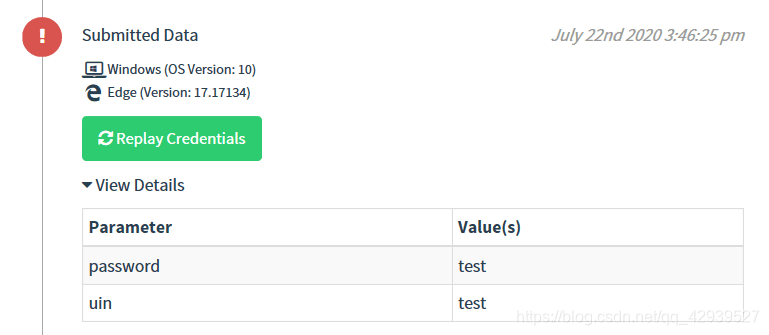 Submitted Data July 22nd 2020 3:46:25 pm
Windows (OS Version: 10)
Edge (Version: 17.17134)
Replay Credentials
View Details
Parameter Value(s)
password test
uin test
https://blog.csdn.net/qq_42939527